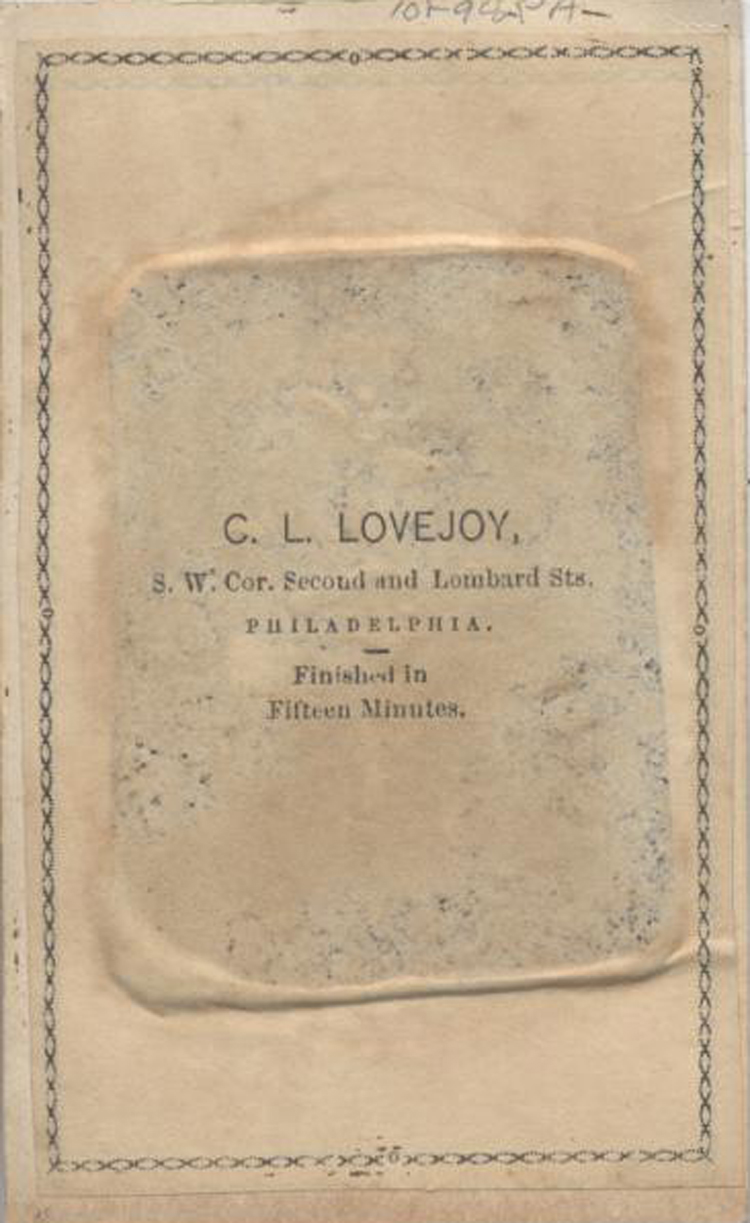 C. L. LOVEJOY,
S. W. Cor. Second and Lombard Sts.
PHILADELPHIA.
Finished in
Fifteen Minutes.